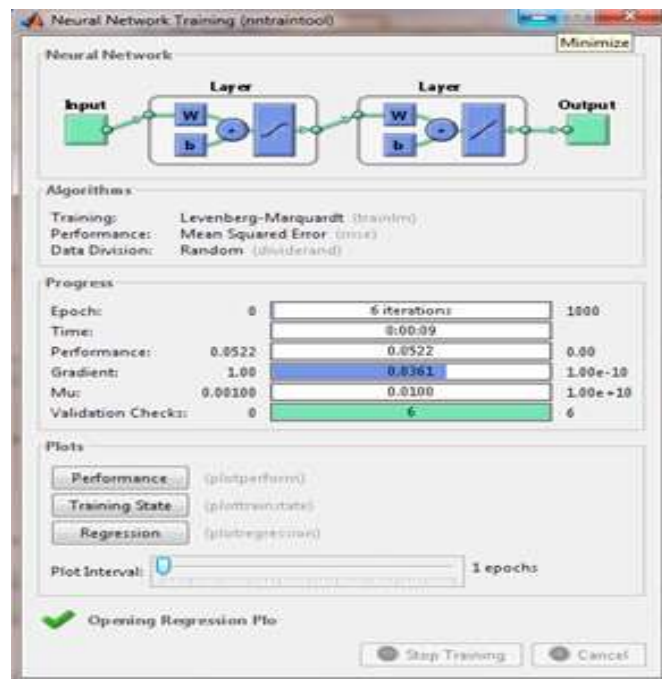 Neural Network Training (nntraintool)
Minimize
Neural Network
Layer Layer
Input Output
W W
b b
Algorithms
Training: Levenberg-Marquardt (trainlm)
Performance: Mean Squared Error (mse)
Data Division: Random (dividerand)
Progress
Epoch: 0 6 iterations 1000
Time: 0:00:09
Performance: 0.0522 0.0522 0.00
Gradient: 1.00 0.0361 1.00e-10
Mu: 0.00100 0.0100 1.00e+10
Validation Checks: 0 6 6
Plots
Performance (plotperform)
Training State (plottrainstate)
Regression (plotregression)
Plot Interval: 1 epochs
Opening Regression Plo
Stop Training Cancel